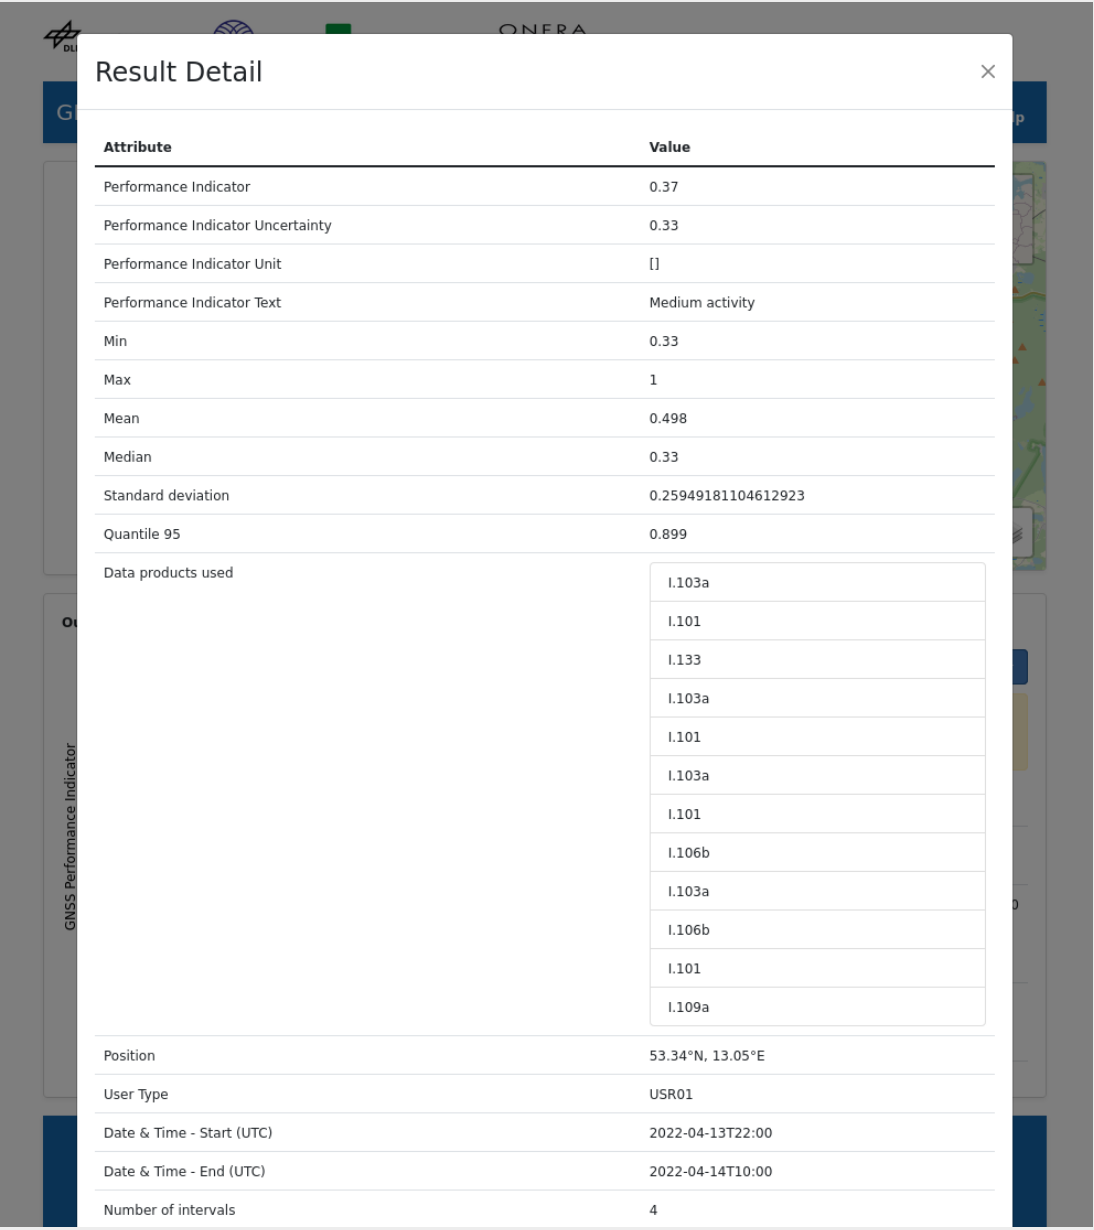 ONERA
Result Detail
Attribute Value
Performance Indicator 0.37
Performance Indicator Uncertainty 0.33
Performance Indicator Unit []
Performance Indicator Text Medium activity
Min 0.33
Max 1
Mean 0.498
Median 0.33
Standard deviation 0.25949181104612923
Quantile 95 0.899
Data products used
I.103a
I.101
I.133
I.103a
I.101
I.103a
I.101
I.106b
I.103a
I.106b
I.101
I.109a
Position 53.34°N, 13.05°E
User Type USR01
Date & Time - Start (UTC) 2022-04-13T22:00
Date & Time - End (UTC) 2022-04-14T10:00
Number of intervals 4
GNSS Performance Indicator